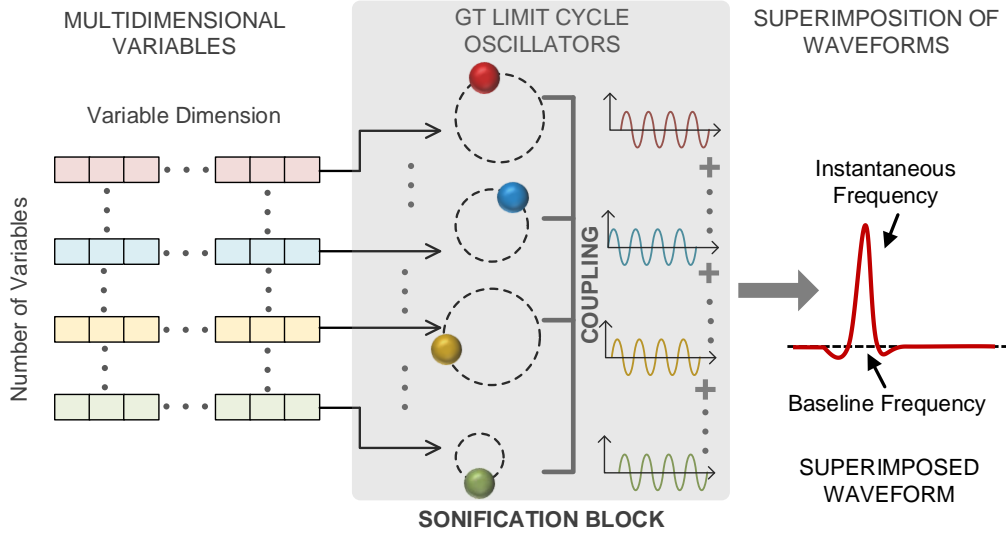 MULTIDIMENSIONAL
VARIABLES
GT LIMIT CYCLE
OSCILLATORS
SUPERIMPOSITION OF
WAVEFORMS
Variable Dimension
Number of Variables
COUPLING
Instantaneous
Frequency
Baseline Frequency
SUPERIMPOSED
WAVEFORM
SONIFICATION BLOCK